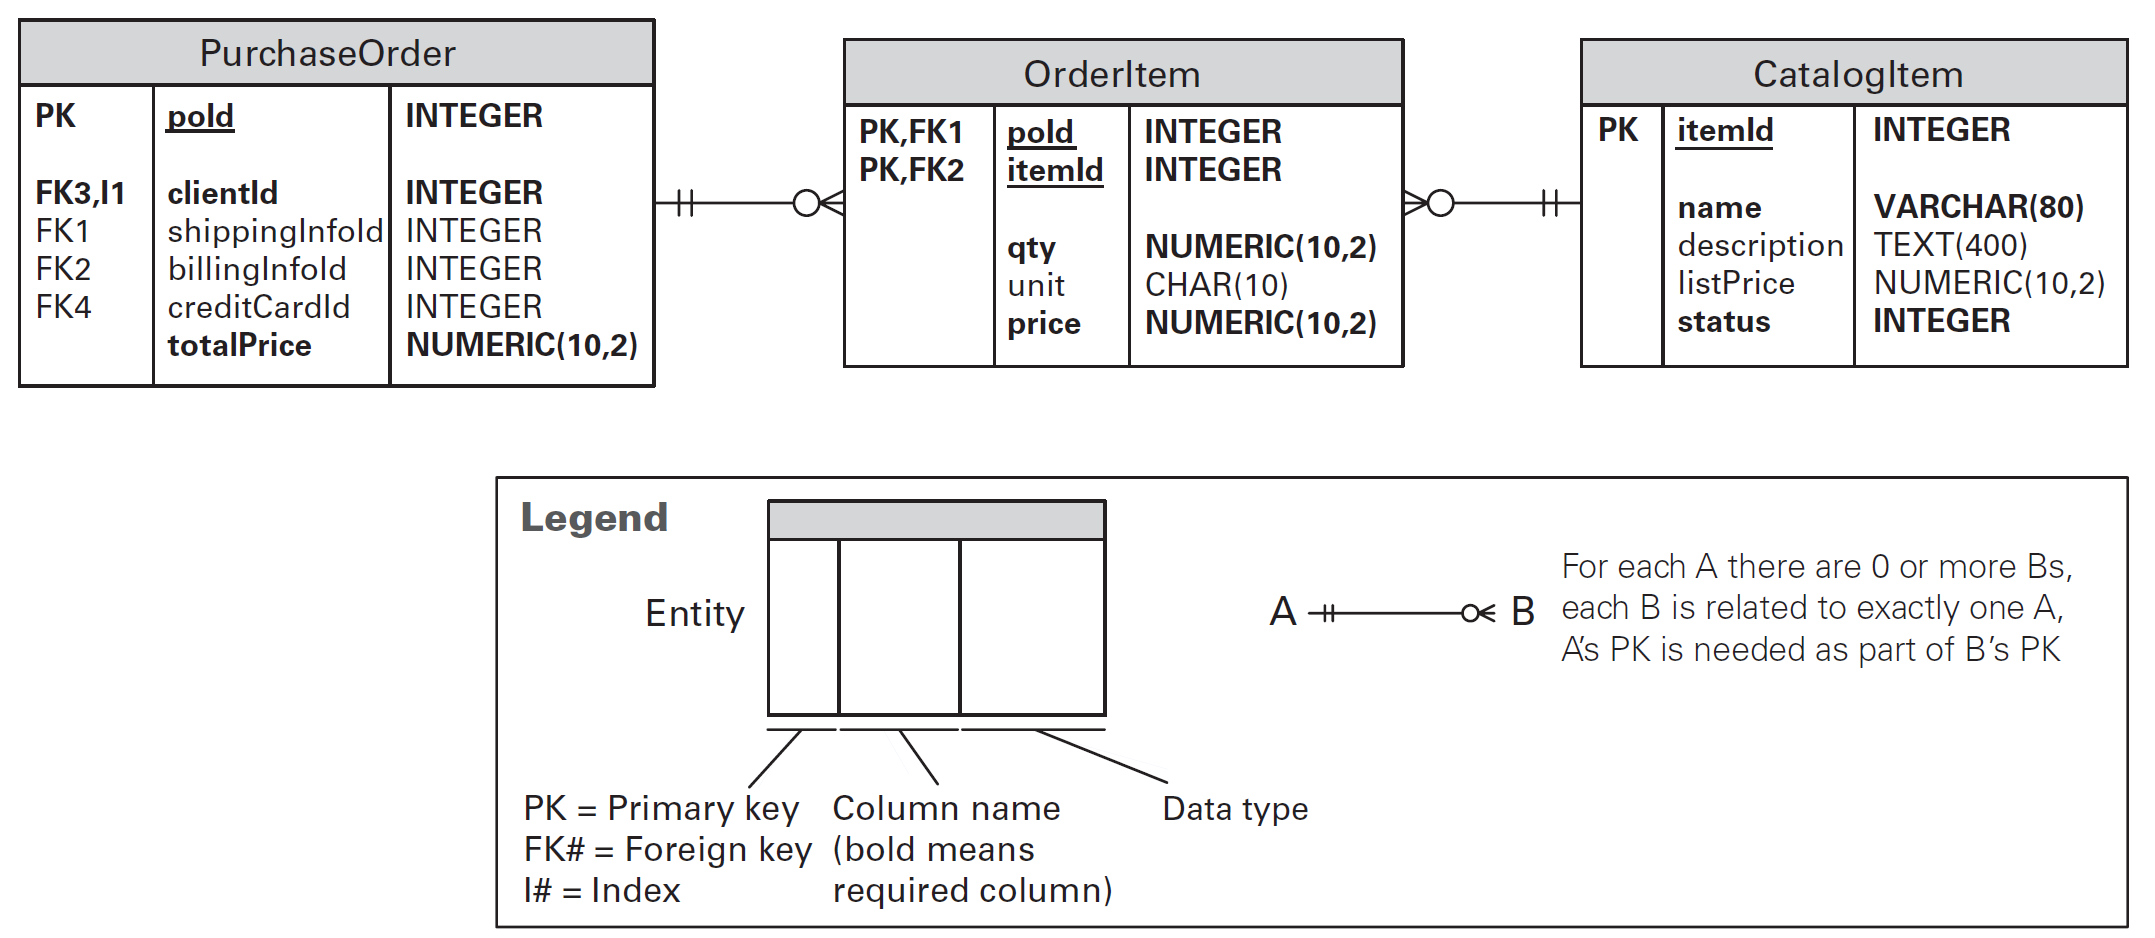 PurchaseOrder
PK poId INTEGER
FK3,I1 clientId INTEGER
FK1 shippingInfoId INTEGER
FK2 billingInfoId INTEGER
FK4 creditCardId INTEGER
totalPrice NUMERIC(10,2)
OrderItem
PK,FK1 poId INTEGER
PK,FK2 itemId INTEGER
qty NUMERIC(10,2)
unit CHAR(10)
price NUMERIC(10,2)
CatalogItem
PK itemId INTEGER
name VARCHAR(80)
description TEXT(400)
listPrice NUMERIC(10,2)
status INTEGER
Legend
Entity
PK = Primary key
FK# = Foreign key
I# = Index
Column name
(bold means
required column)
Data type
A B
For each A there are 0 or more Bs,
each B is related to exactly one A,
A’s PK is needed as part of B’s PK